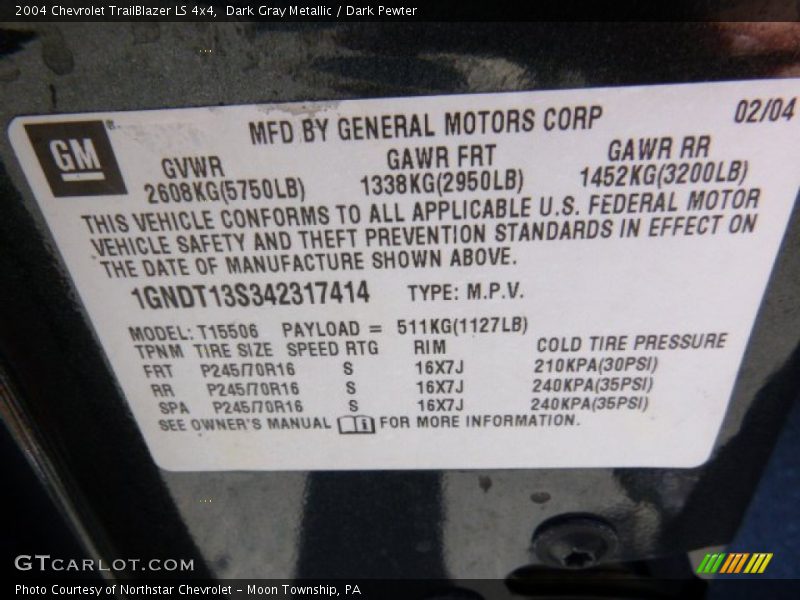 2004 Chevrolet TrailBlazer LS 4x4, Dark Gray Metallic / Dark Pewter
GM
MFD BY GENERAL MOTORS CORP
02/04
GVWR GAWR FRT GAWR RR
2608KG(5750LB) 1338KG(2950LB) 1452KG(3200LB)
THIS VEHICLE CONFORMS TO ALL APPLICABLE U.S. FEDERAL MOTOR
VEHICLE SAFETY AND THEFT PREVENTION STANDARDS IN EFFECT ON
THE DATE OF MANUFACTURE SHOWN ABOVE.
1GNDT13S342317414 TYPE: M.P.V.
MODEL: T15506 PAYLOAD = 511KG(1127LB)
TPNM TIRE SIZE SPEED RTG RIM COLD TIRE PRESSURE
FRT P245/70R16 S 16X7J 210KPA(30PSI)
RR P245/70R16 S 16X7J 240KPA(35PSI)
SPA P245/70R16 S 16X7J 240KPA(35PSI)
SEE OWNER'S MANUAL i FOR MORE INFORMATION.
GTCARLOT.COM
Photo Courtesy of Northstar Chevrolet - Moon Township, PA